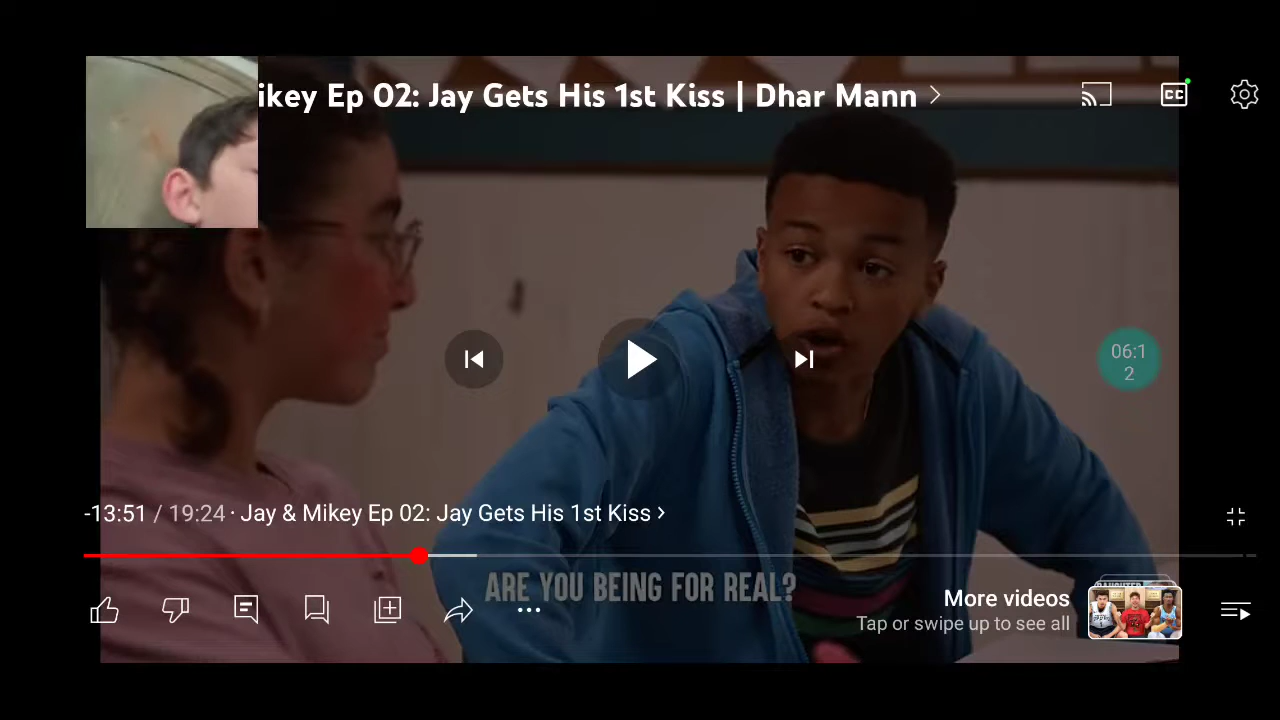 ikey Ep 02: Jay Gets His 1st Kiss | Dhar Mann
CC
06:1
2
-13:51 / 19:24 · Jay & Mikey Ep 02: Jay Gets His 1st Kiss
ARE YOU BEING FOR REAL?
More videos
Tap or swipe up to see all
DAUGHTER